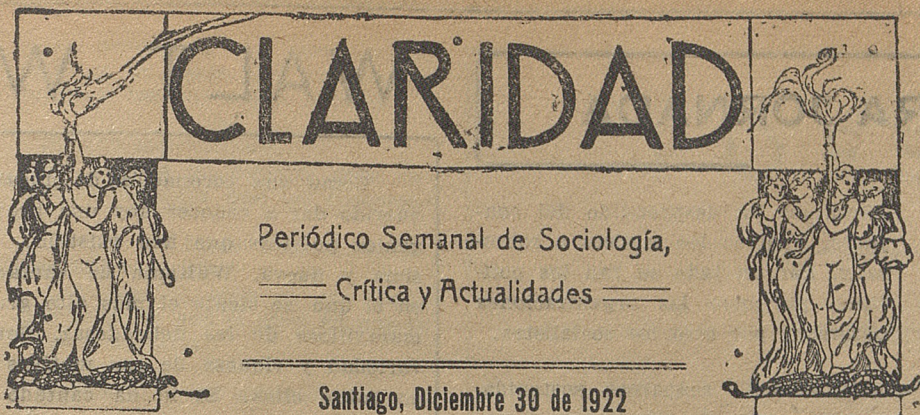 CLARIDAD
Periódico Semanal de Sociología,
Crítica y Actualidades
Santiago, Diciembre 30 de 1922